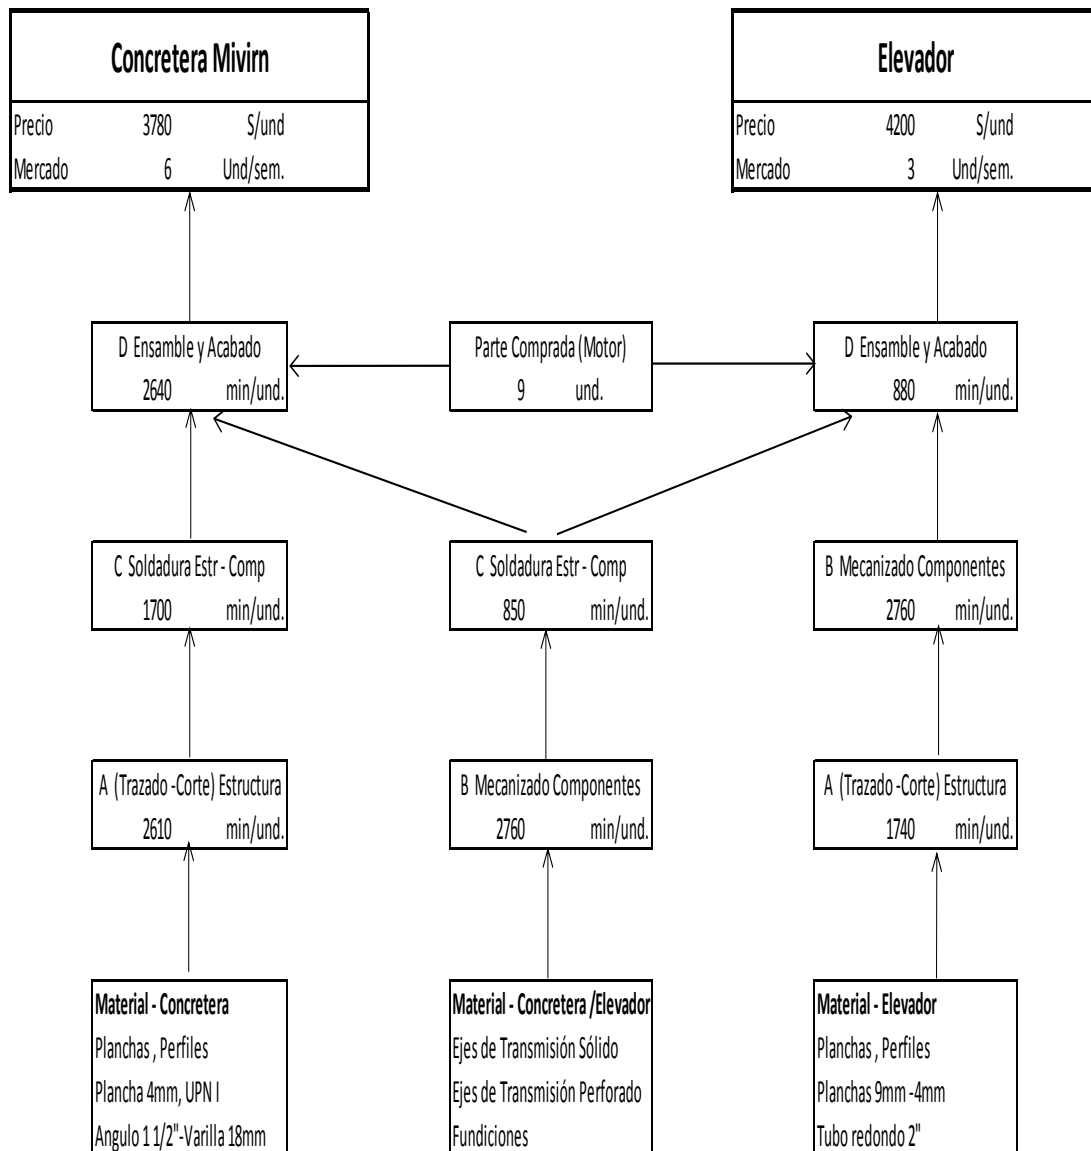 Concretera Mivirn
Precio 3780 S/und
Mercado 6 Und/sem.
Elevador
Precio 4200 S/und
Mercado 3 Und/sem.
D Ensamble y Acabado
2640 min/und.
Parte Comprada (Motor)
9 und.
D Ensamble y Acabado
880 min/und.
C Soldadura Estr - Comp
1700 min/und.
C Soldadura Estr - Comp
850 min/und.
B Mecanizado Componentes
2760 min/und.
A (Trazado -Corte) Estructura
2610 min/und.
B Mecanizado Componentes
2760 min/und.
A (Trazado -Corte) Estructura
1740 min/und.
Material - Concretera
Planchas , Perfiles
Plancha 4mm, UPN I
Angulo 1 1/2"-Varilla 18mm
Material - Concretera /Elevador
Ejes de Transmisión Sólido
Ejes de Transmisión Perforado
Fundiciones
Material - Elevador
Planchas , Perfiles
Planchas 9mm -4mm
Tubo redondo 2"